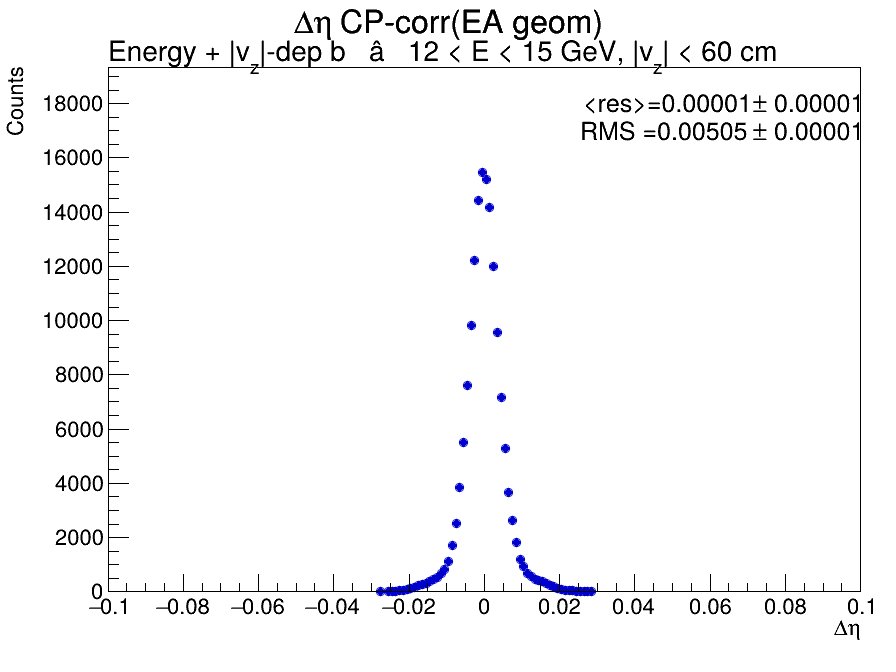 Δη CP-corr(EA geom)
Energy + |v_z|-dep b â 12 < E < 15 GeV, |v_z| < 60 cm
Counts
<res>=0.00001± 0.00001
RMS =0.00505± 0.00001
18000
16000
14000
12000
10000
8000
6000
4000
2000
0
−0.1 −0.08 −0.06 −0.04 −0.02 0 0.02 0.04 0.06 0.08 0.1
Δη